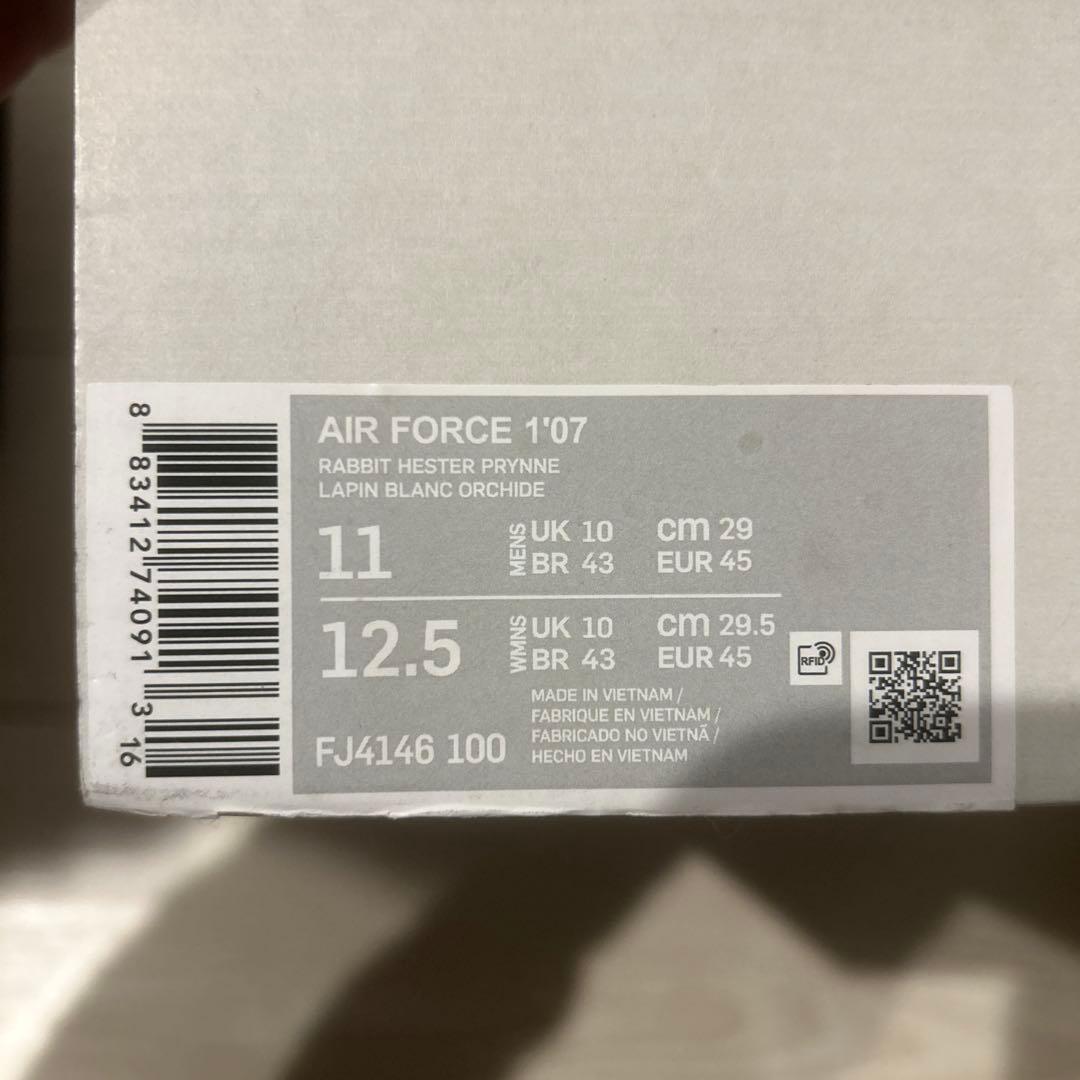 AIR FORCE 1'07
RABBIT HESTER PRYNNE
LAPIN BLANC ORCHIDE
11 MENS UK 10 cm 29
BR 43 EUR 45
12.5 WMNS UK 10 cm 29.5
BR 43 EUR 45
RFID
MADE IN VIETNAM /
FABRIQUE EN VIETNAM /
FABRICADO NO VIETNÃ /
HECHO EN VIETNAM
FJ4146 100
8 83412 74091 3 16